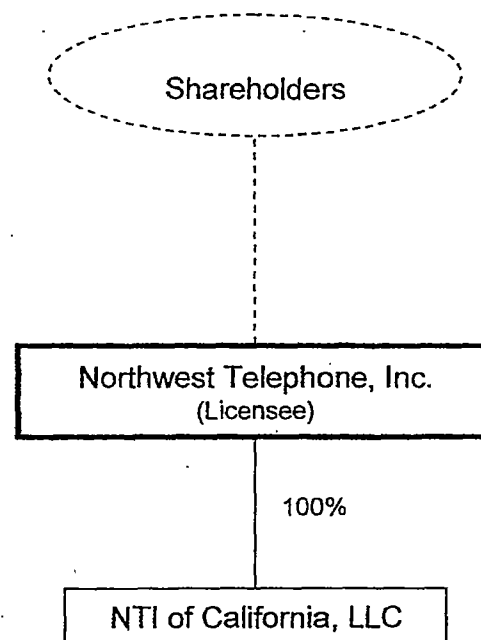 Shareholders
Northwest Telephone, Inc.
(Licensee)
100%
NTI of California, LLC